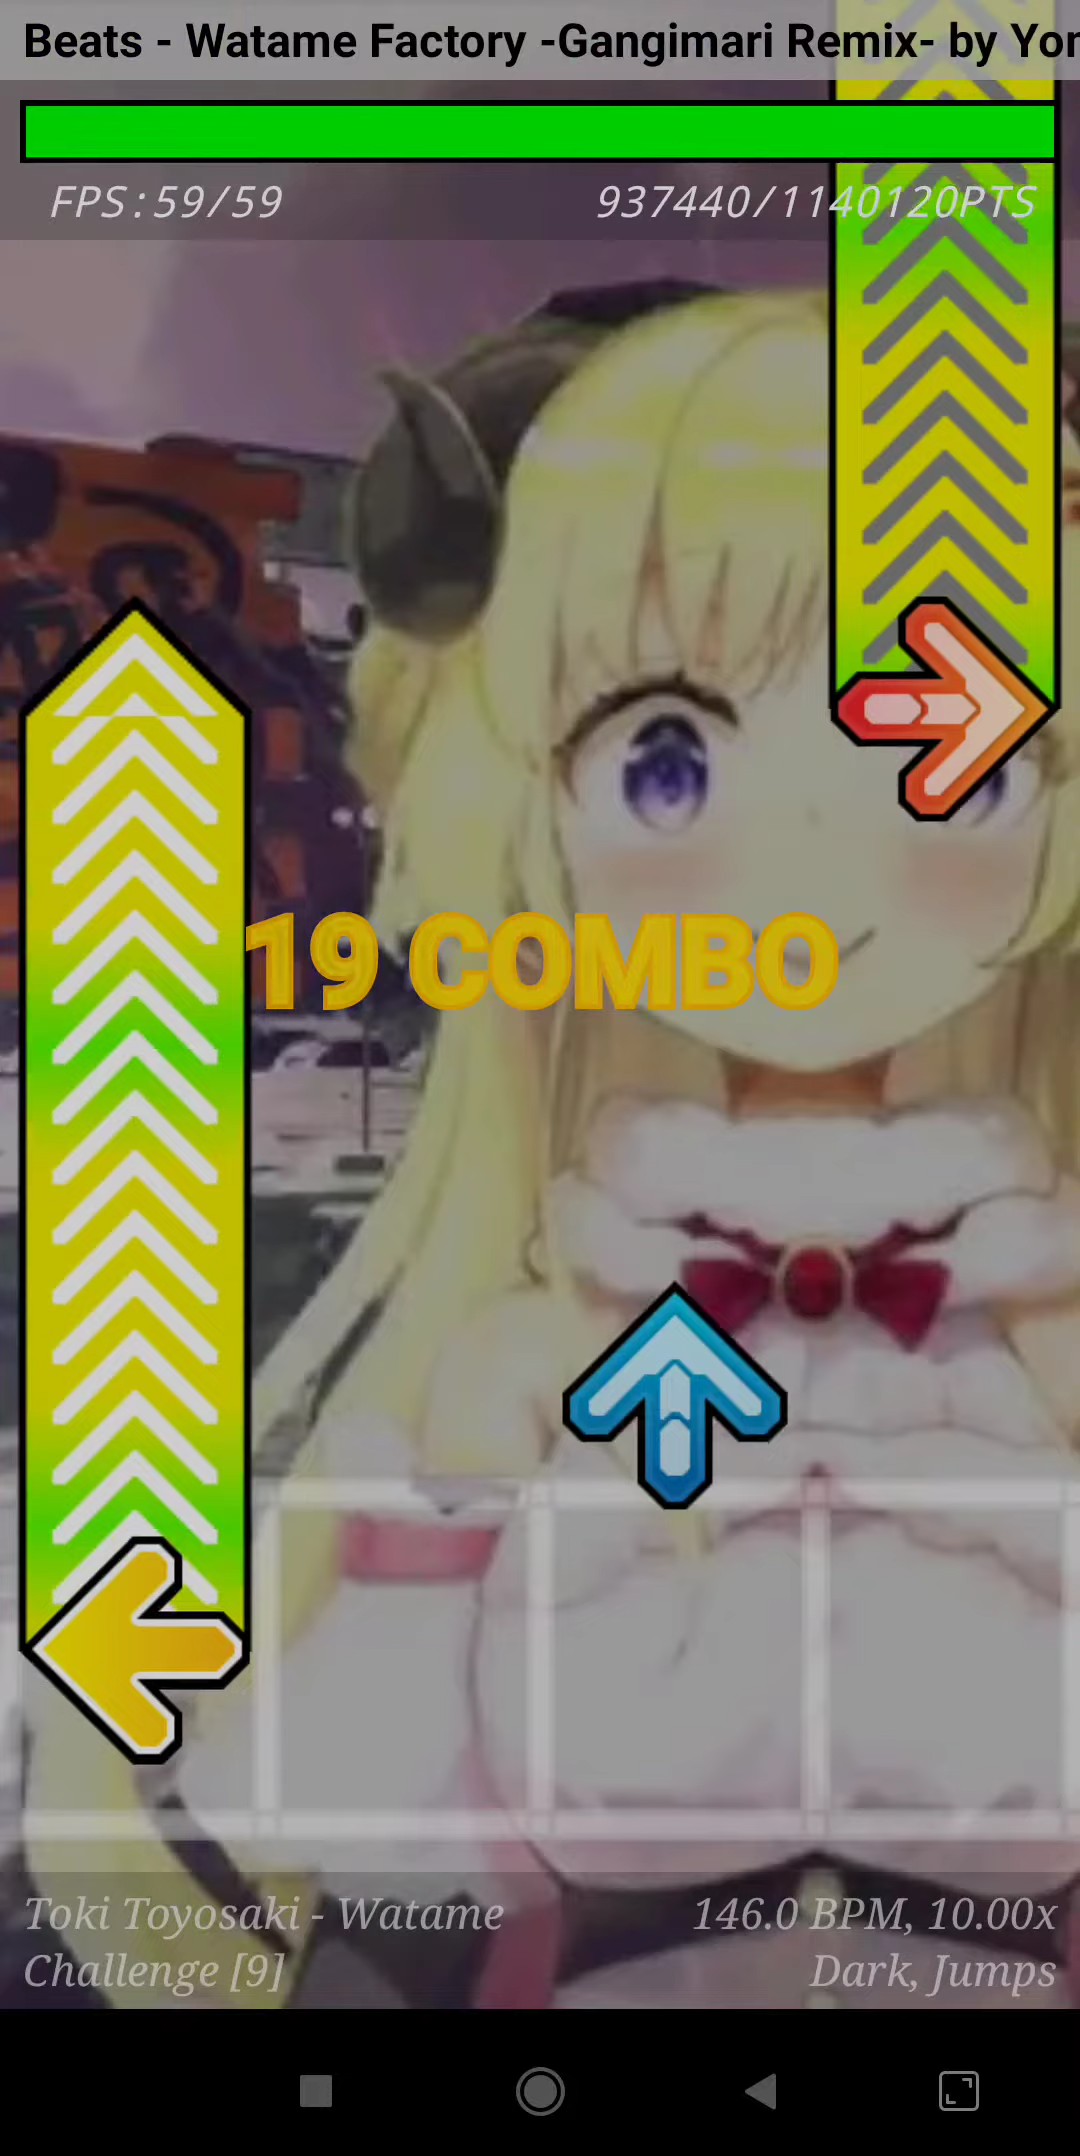 Beats - Watame Factory -Gangimari Remix- by Yor
FPS:59/59
937440/1140120PTS
19 COMBO
Toki Toyosaki - Watame
Challenge [9]
146.0 BPM, 10.00x
Dark, Jumps